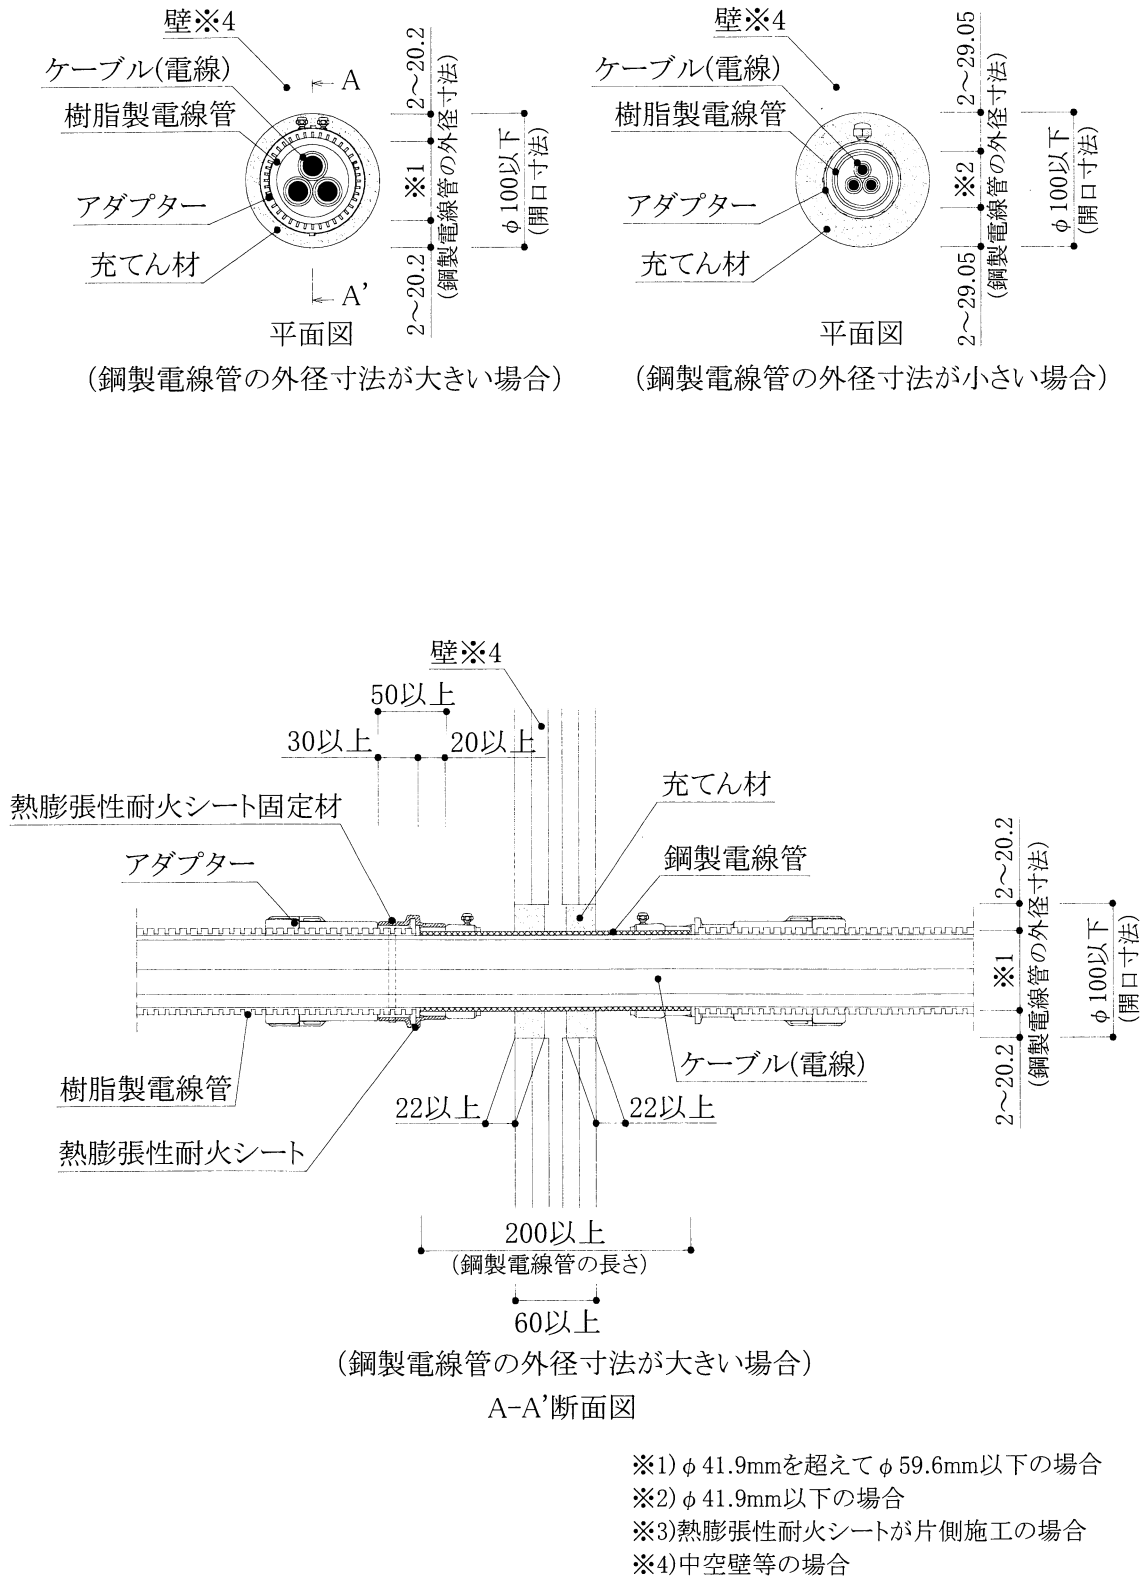 壁※4
ケーブル(電線)
樹脂製電線管
アダプター
充てん材
A
A'
2～20.2
※1
2～20.2
(鋼製電線管の外径寸法)
φ100以下
(開口寸法)
平面図
(鋼製電線管の外径寸法が大きい場合)
壁※4
ケーブル(電線)
樹脂製電線管
アダプター
充てん材
2～29.05
※2
2～29.05
(鋼製電線管の外径寸法)
φ100以下
(開口寸法)
平面図
(鋼製電線管の外径寸法が小さい場合)
壁※4
50以上
30以上
20以上
熱膨張性耐火シート固定材
アダプター
充てん材
鋼製電線管
2～20.2
※1
2～20.2
(鋼製電線管の外径寸法)
φ100以下
(開口寸法)
ケーブル(電線)
樹脂製電線管
22以上
22以上
熱膨張性耐火シート
200以上
(鋼製電線管の長さ)
60以上
(鋼製電線管の外径寸法が大きい場合)
A-A'断面図
※1)φ41.9mmを超えてφ59.6mm以下の場合
※2)φ41.9mm以下の場合
※3)熱膨張性耐火シートが片側施工の場合
※4)中空壁等の場合